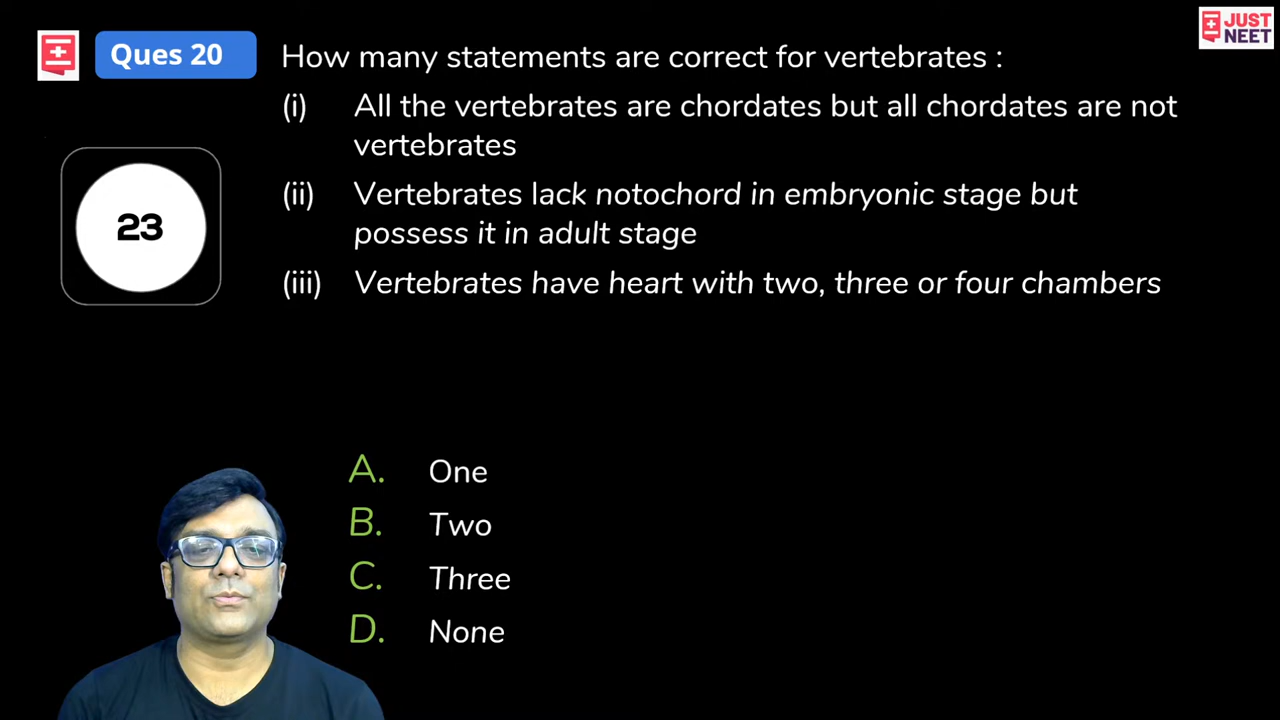 JUST
NEET
Ques 20
How many statements are correct for vertebrates :
(i) All the vertebrates are chordates but all chordates are not
vertebrates
23
(ii) Vertebrates lack notochord in embryonic stage but
possess it in adult stage
(iii) Vertebrates have heart with two, three or four chambers
A. One
B. Two
C. Three
D. None